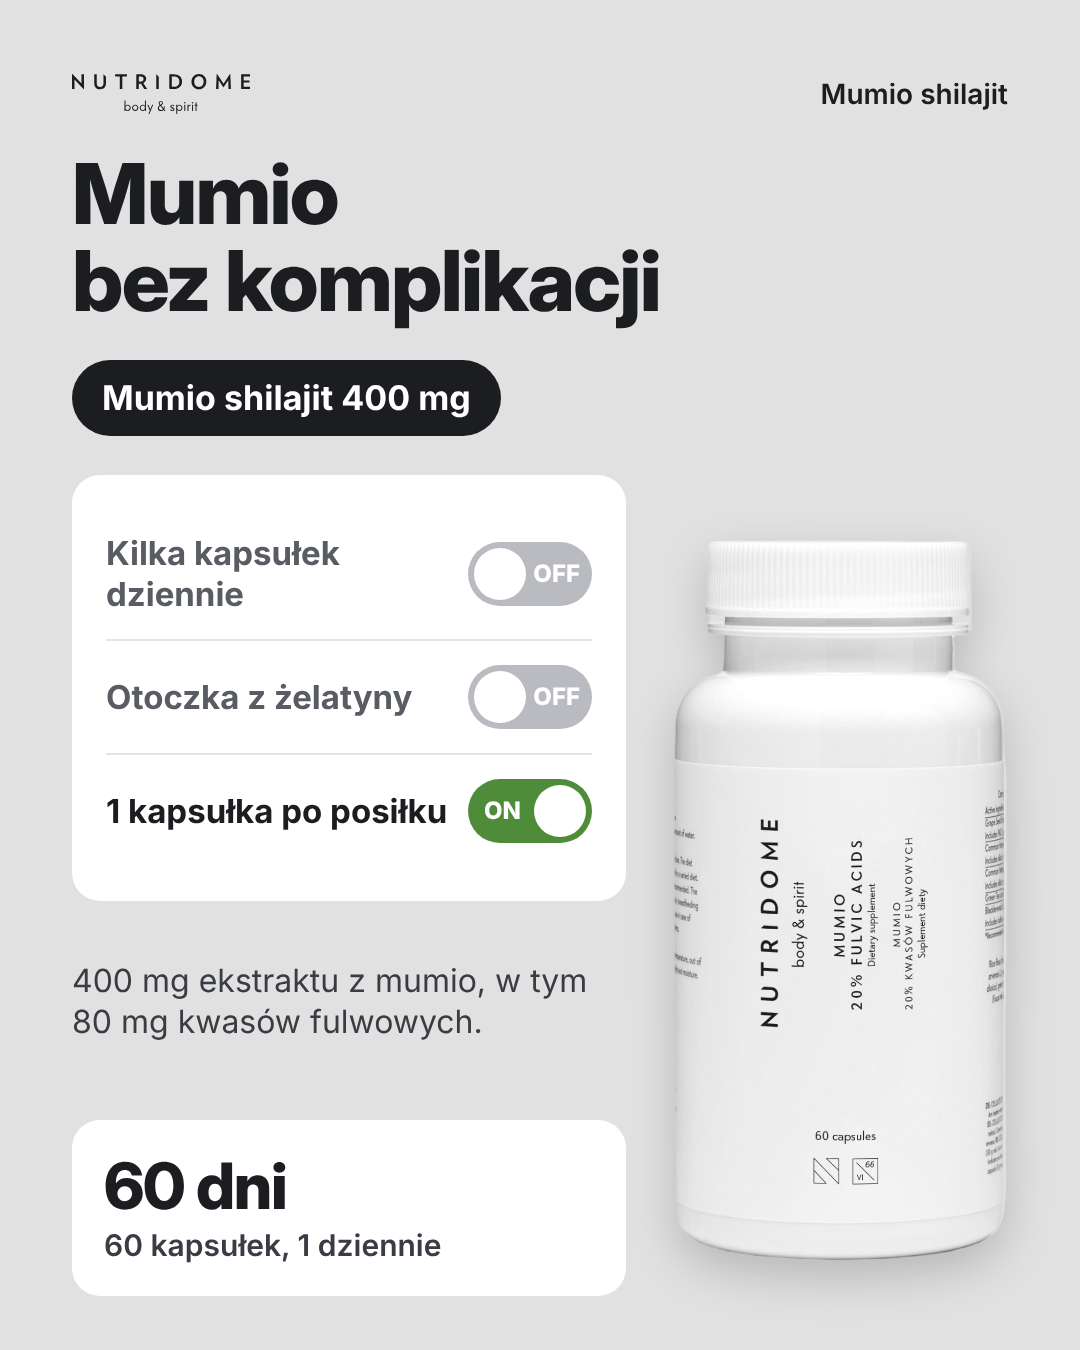 NUTRIDOME
body & spirit
Mumio shilajit
Mumio
bez komplikacji
Mumio shilajit 400 mg
Kilka kapsułek
dziennie
OFF
Otoczka z żelatyny
OFF
1 kapsułka po posiłku
ON
400 mg ekstraktu z mumio, w tym
80 mg kwasów fulwowych.
60 dni
60 kapsułek, 1 dziennie
NUTRIDOME
body & spirit
MUMIO
20% FULVIC ACIDS
Dietary supplement
MUMIO
20% KWASÓW FULWOWYCH
Suplement diety
60 capsules
66
VI